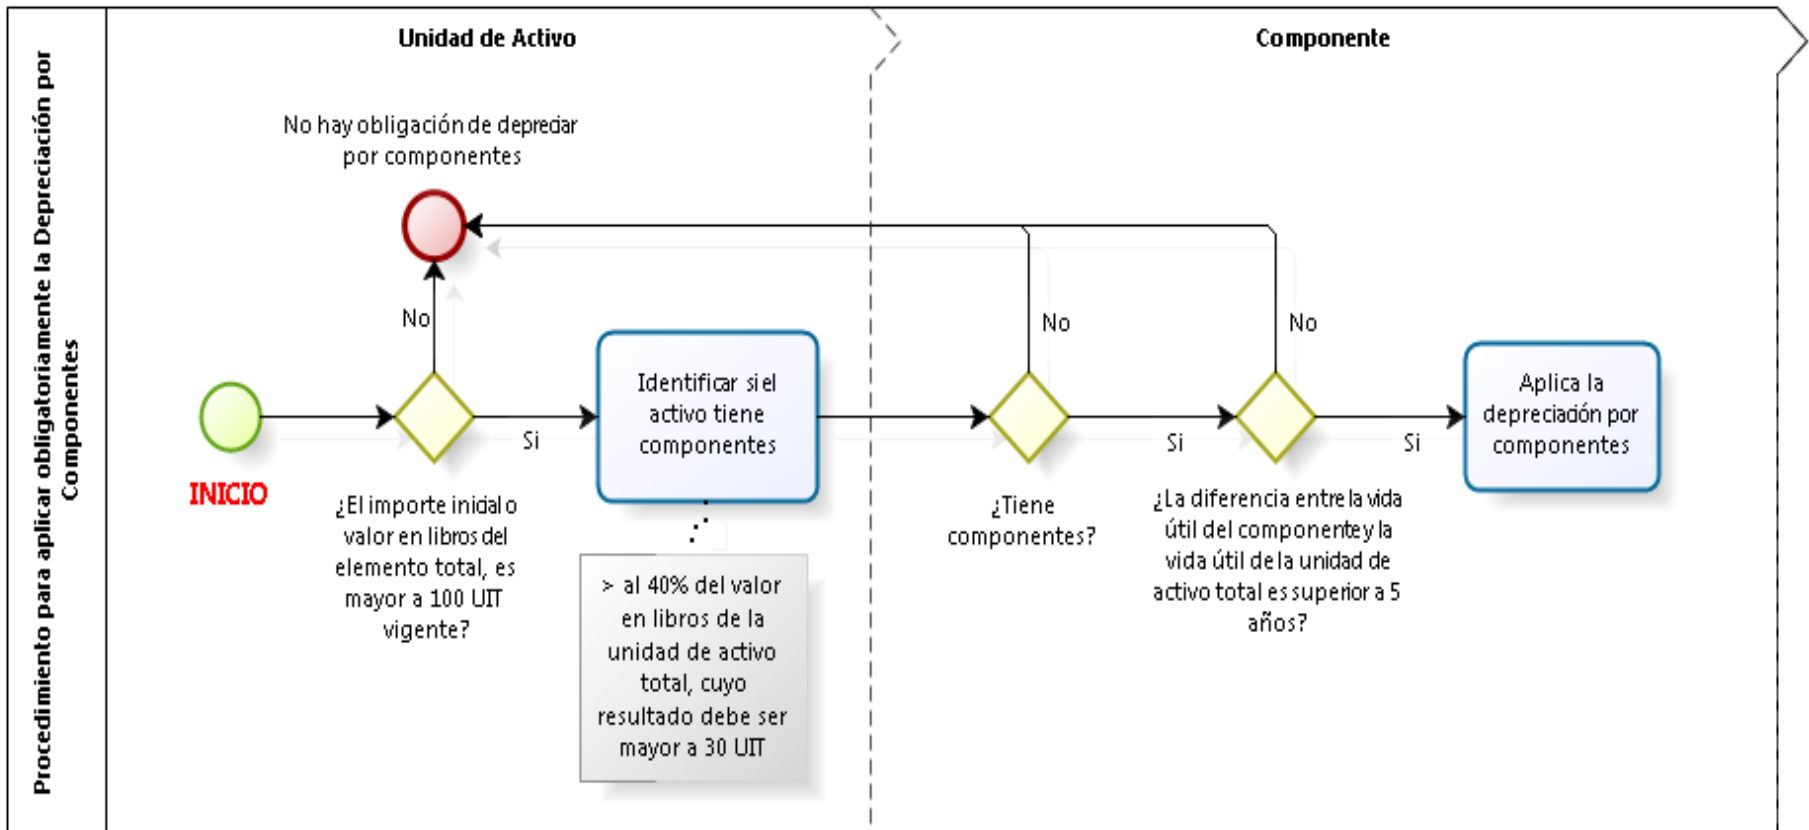 Procedimiento para aplicar obligatoriamente la Depreciación por
Componentes
Unidad de Activo
Componente
No hay obligación de depreciar
por componentes
No
No
No
INICIO
Si
Si
Si
¿El importe inicial o
valor en libros del
elemento total, es
mayor a 100 UIT
vigente?
Identificar si el
activo tiene
componentes
> al 40% del valor
en libros de la
unidad de activo
total, cuyo
resultado debe ser
mayor a 30 UIT
¿Tiene
componentes?
¿La diferencia entre la vida
útil del componente y la
vida útil de la unidad de
activo total es superior a 5
años?
Aplica la
depreciación por
componentes